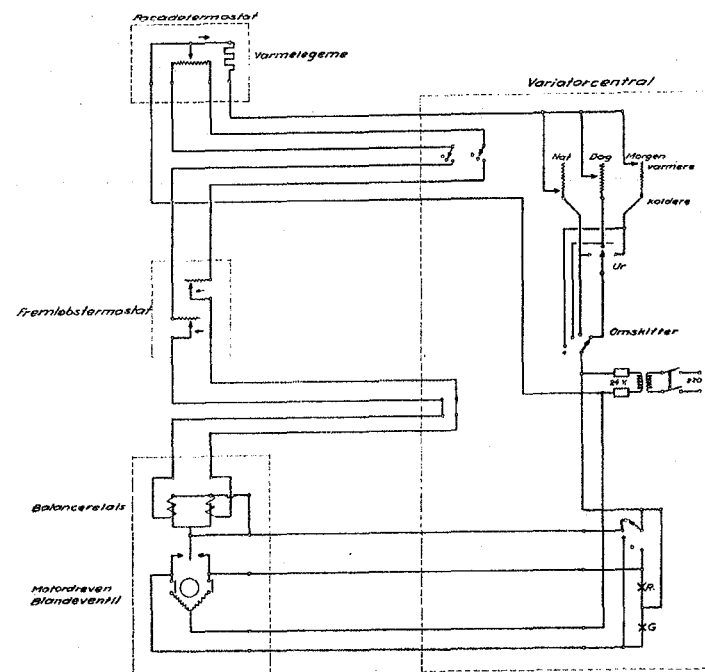 Facadetermostat
Varmelegeme
Variatorcentral
Nat Dag Morgen
varmere
koldere
Ur
Fremløbstermostat
Omskifter
24 V 220
Balancerelais
Motordreven
Blandeventil
R.
G